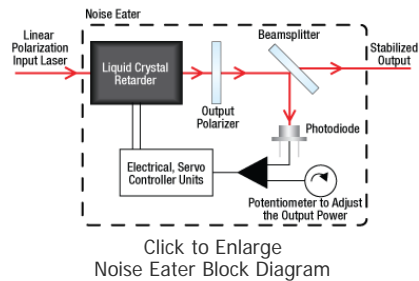 Noise Eater
Linear
Polarization
Input Laser
Liquid Crystal
Retarder
Output
Polarizer
Beamsplitter
Stabilized
Output
Photodiode
Electrical, Servo
Controller Units
Potentiometer to Adjust
the Output Power
Click to Enlarge
Noise Eater Block Diagram